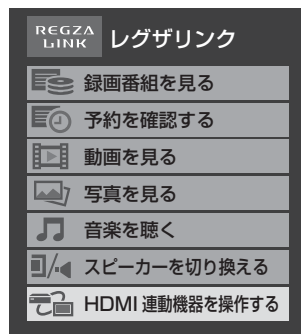 REGZA
LINK レグザリンク
録画番組を見る
予約を確認する
動画を見る
写真を見る
音楽を聴く
スピーカーを切り換える
HDMI 連動機器を操作する